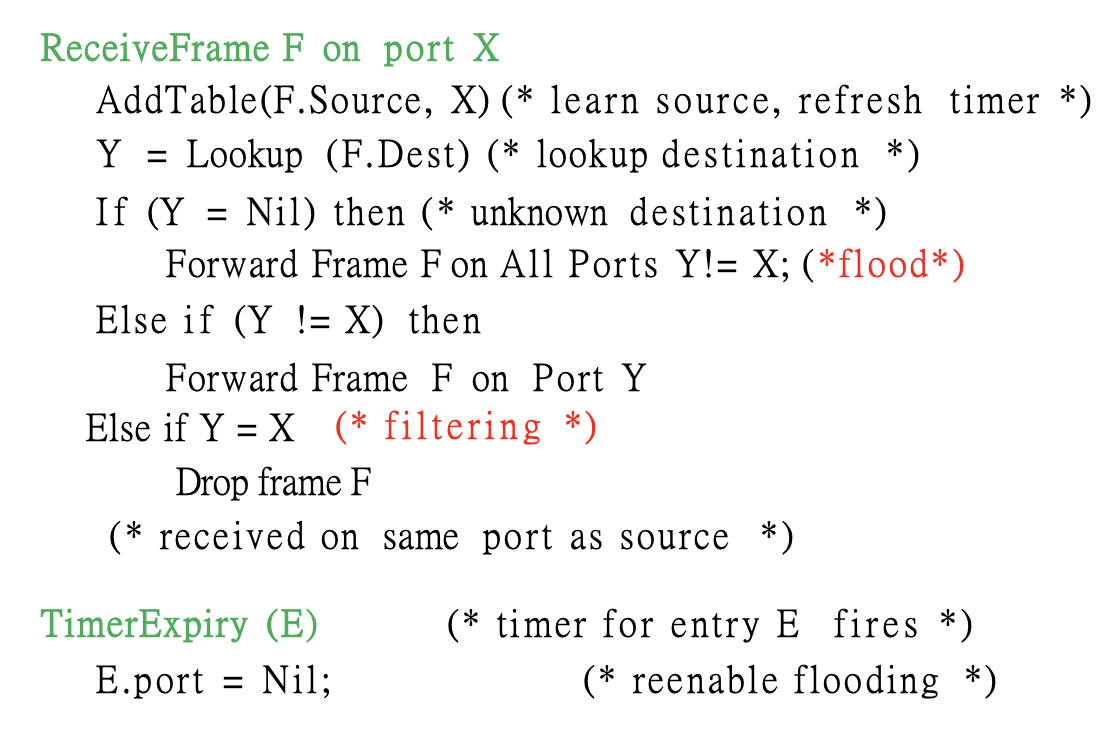 ReceiveFrame F on port X
AddTable(F.Source, X) (* learn source, refresh timer *)
Y = Lookup (F.Dest) (* lookup destination *)
If (Y = Nil) then (* unknown destination *)
Forward Frame F on All Ports Y!= X; (*flood*)
Else if (Y != X) then
Forward Frame F on Port Y
Else if Y = X (* filtering *)
Drop frame F
(* received on same port as source *)
TimerExpiry (E) (* timer for entry E fires *)
E.port = Nil; (* reenable flooding *)